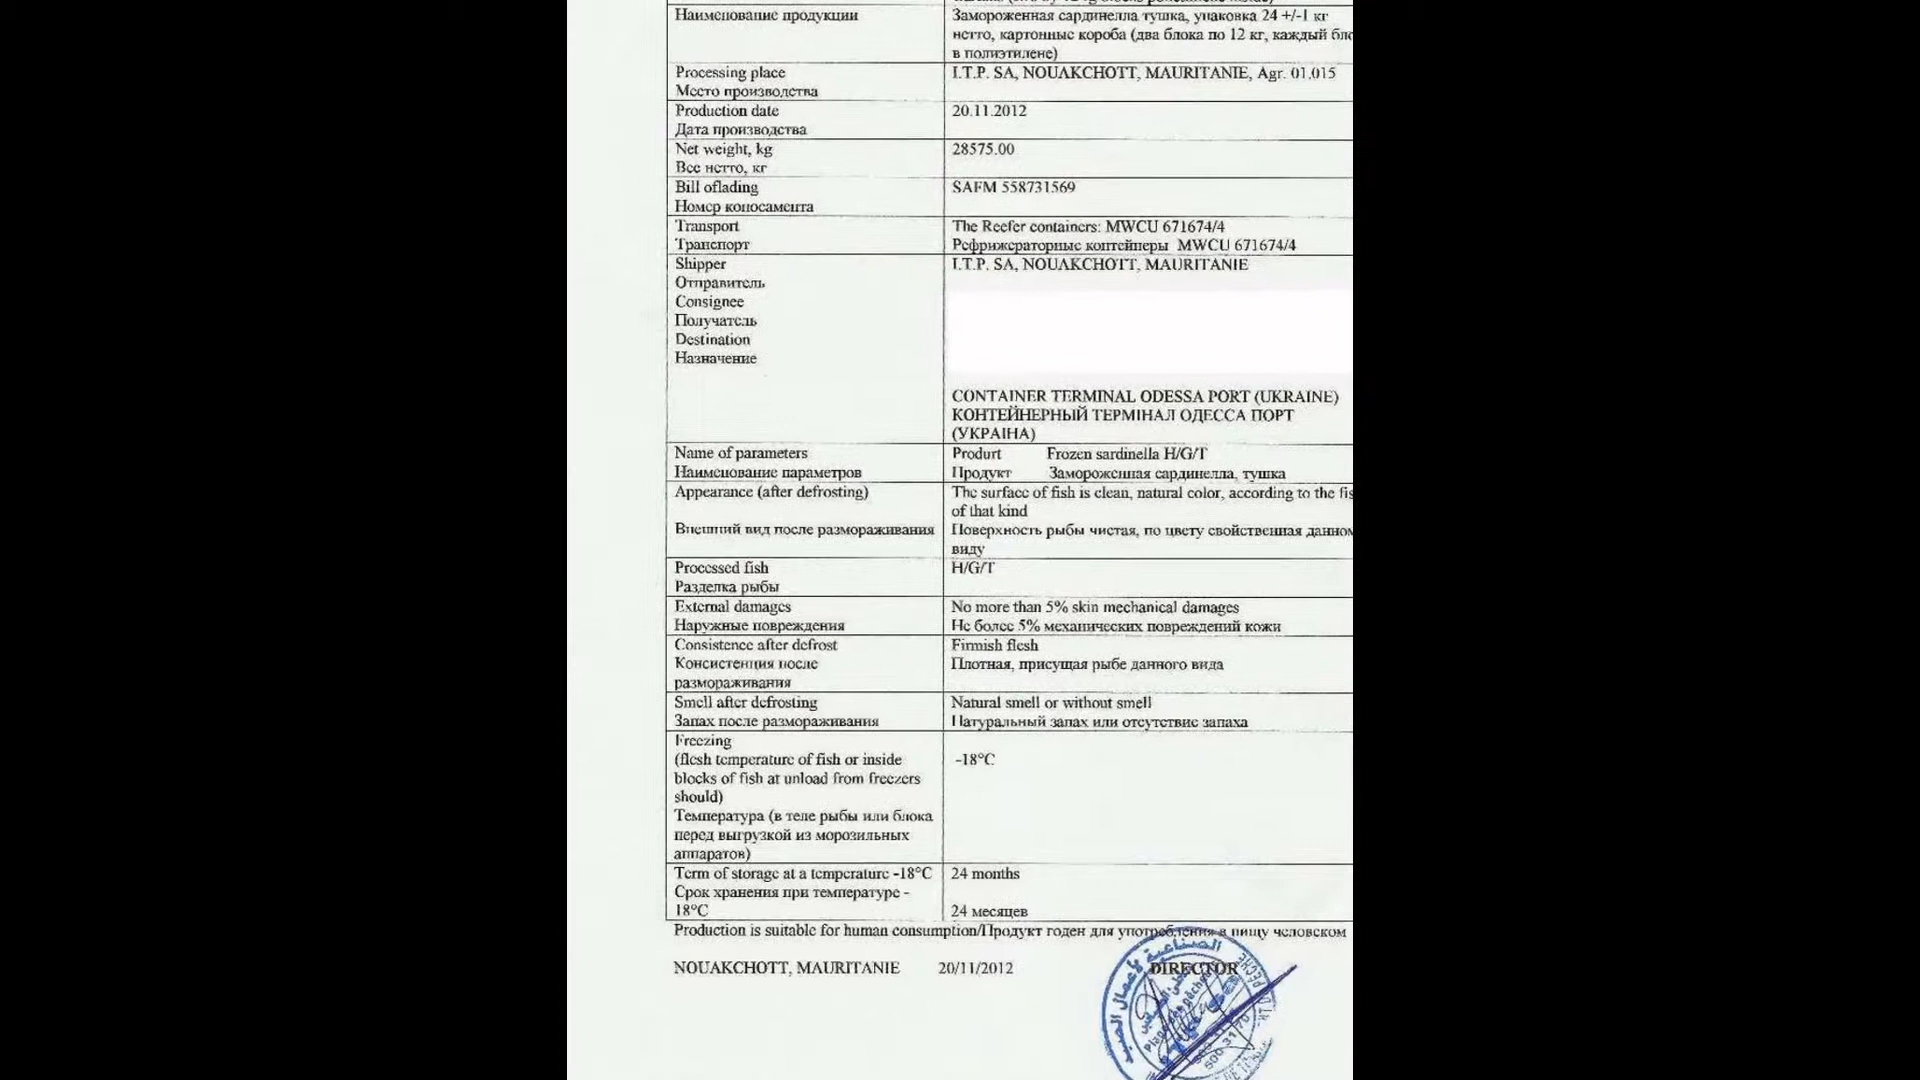 Наименование продукции
Замороженная сардинелла тушка, упаковка 24 +/-1 кг
нетто, картонные короба (два блока по 12 кг, каждый бло
в полиэтилене)
Processing place
I.T.P. SA, NOUAKCHOTT, MAURITANIE, Agr. 01.015
Место производства
Production date
20.11.2012
Дата производства
Net weight, kg
28575.00
Вес нетто, кг
Bill oflading
SAFM 558731569
Номер коносамента
Transport
The Reefer containers: MWCU 671674/4
Транспорт
Рефрижераторные контейнеры MWCU 671674/4
Shipper
I.T.P. SA, NOUAKCHOTT, MAURITANIE
Отправитель
Consignee
Получатель
Destination
Назначение
CONTAINER TERMINAL ODESSA PORT (UKRAINE)
КОНТЕЙНЕРНЫЙ ТЕРМІНАЛ ОДЕССА ПОРТ
(УКРАІНА)
Name of parameters
Produrt Frozen sardinella H/G/T
Наименование параметров
Продукт Замороженная сардинелла, тушка
Appearance (after defrosting)
The surface of fish is clean, natural color, according to the fis
of that kind
Внешний вид после размораживания
Поверхность рыбы чистая, по цвету свойственная данном
виду
Processed fish
H/G/T
Разделка рыбы
External damages
No more than 5% skin mechanical damages
Наружные повреждения
Не более 5% механических повреждений кожи
Consistence after defrost
Firmish flesh
Консистенция после
Плотная, присущая рыбе данного вида
размораживания
Smell after defrosting
Natural smell or without smell
Запах после размораживания
Натуральный запах или отсутствие запаха
Freezing
(flesh temperature of fish or inside
-18°C
blocks of fish at unload from freezers
should)
Температура (в теле рыбы или блока
перед выгрузкой из морозильных
аппаратов)
Term of storage at a temperature -18°C
24 months
Срок хранения при температуре -
18°C
24 месяцев
Production is suitable for human consumption/Продукт годен для употребления в пищу человеком
NOUAKCHOTT, MAURITANIE 20/11/2012
DIRECTOR